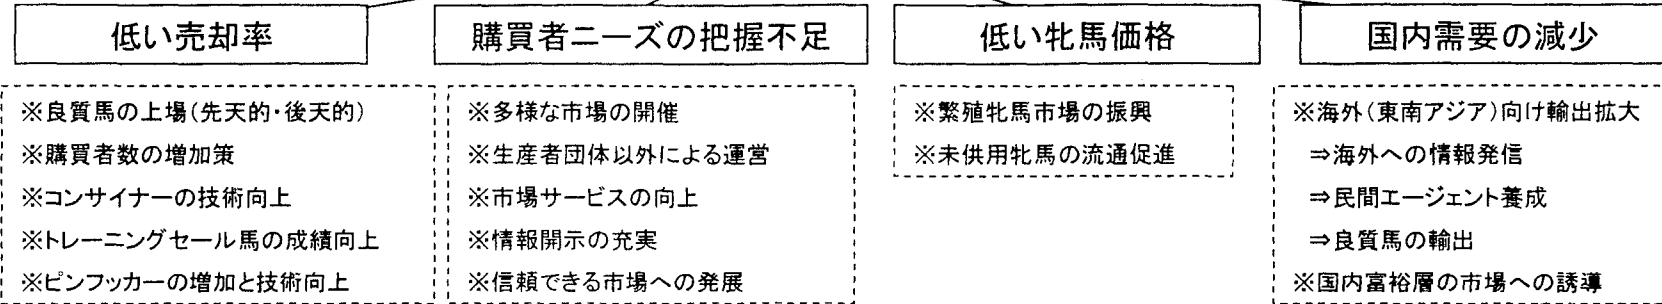 低い売却率
※良質馬の上場(先天的・後天的)
※購買者数の増加策
※コンサイナーの技術向上
※トレーニングセール馬の成績向上
※ピンフッカーの増加と技術向上
購買者ニーズの把握不足
※多様な市場の開催
※生産者団体以外による運営
※市場サービスの向上
※情報開示の充実
※信頼できる市場への発展
低い牝馬価格
※繁殖牝馬市場の振興
※未供用牝馬の流通促進
国内需要の減少
※海外(東南アジア)向け輸出拡大
⇒海外への情報発信
⇒民間エージェント養成
⇒良質馬の輸出
※国内富裕層の市場への誘導